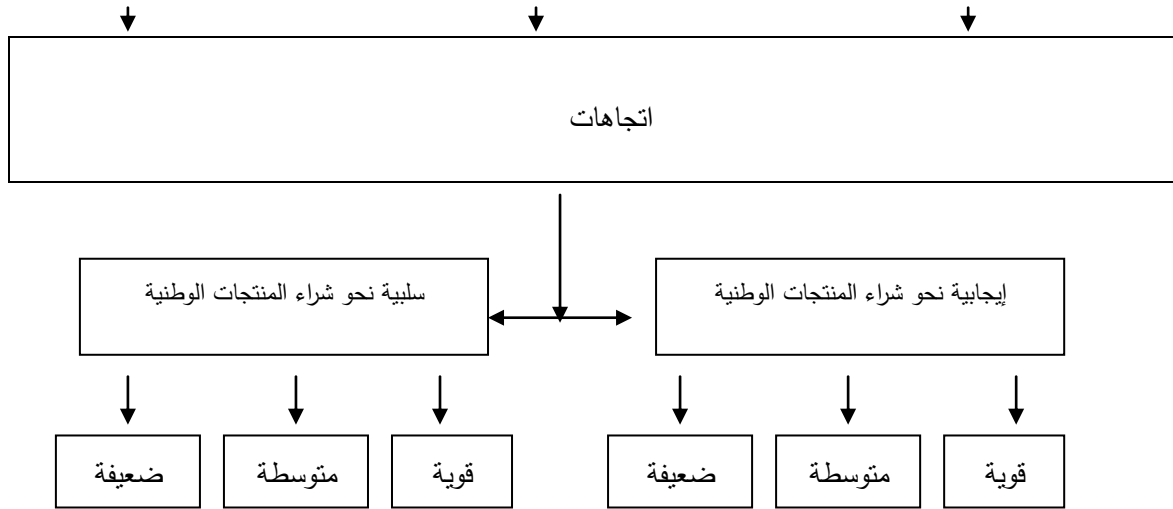 اتجاهات
إيجابية نحو شراء المنتجات الوطنية
سلبية نحو شراء المنتجات الوطنية
قوية
متوسطة
ضعيفة
قوية
متوسطة
ضعيفة